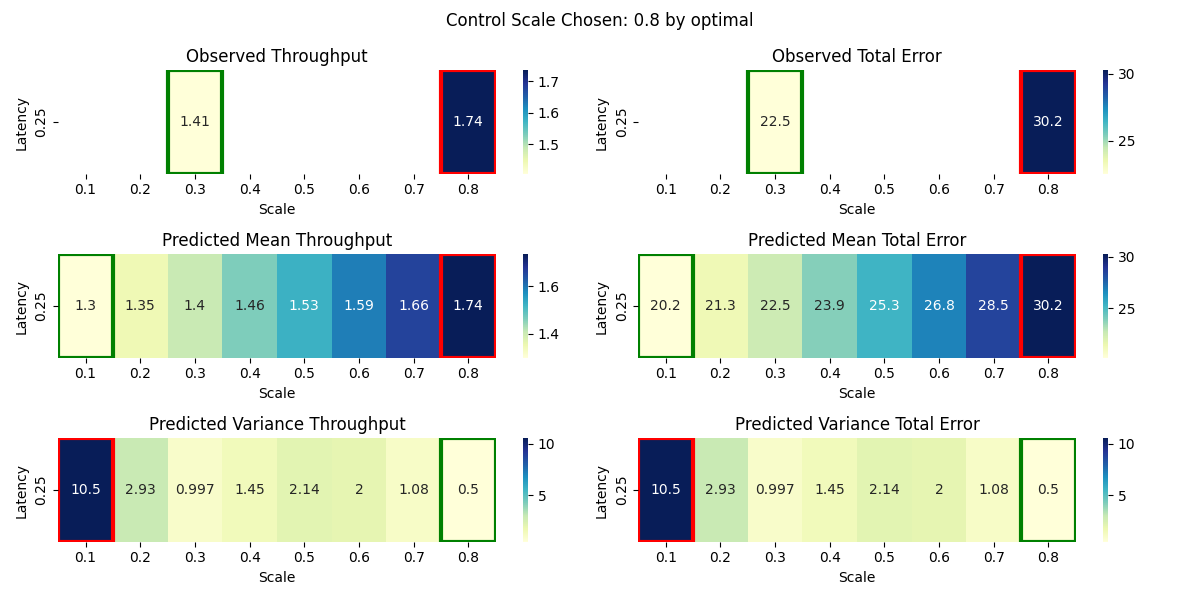 Control Scale Chosen: 0.8 by optimal
Observed Throughput
Latency
0.25
1.41
1.74
0.1 0.2 0.3 0.4 0.5 0.6 0.7 0.8
Scale
1.7
1.6
1.5
Observed Total Error
Latency
0.25
22.5
30.2
0.1 0.2 0.3 0.4 0.5 0.6 0.7 0.8
Scale
30
25
Predicted Mean Throughput
Latency
0.25
1.3 1.35 1.4 1.46 1.53 1.59 1.66 1.74
0.1 0.2 0.3 0.4 0.5 0.6 0.7 0.8
Scale
1.6
1.4
Predicted Mean Total Error
Latency
0.25
20.2 21.3 22.5 23.9 25.3 26.8 28.5 30.2
0.1 0.2 0.3 0.4 0.5 0.6 0.7 0.8
Scale
30
25
Predicted Variance Throughput
Latency
0.25
10.5 2.93 0.997 1.45 2.14 2 1.08 0.5
0.1 0.2 0.3 0.4 0.5 0.6 0.7 0.8
Scale
10
5
Predicted Variance Total Error
Latency
0.25
10.5 2.93 0.997 1.45 2.14 2 1.08 0.5
0.1 0.2 0.3 0.4 0.5 0.6 0.7 0.8
Scale
10
5